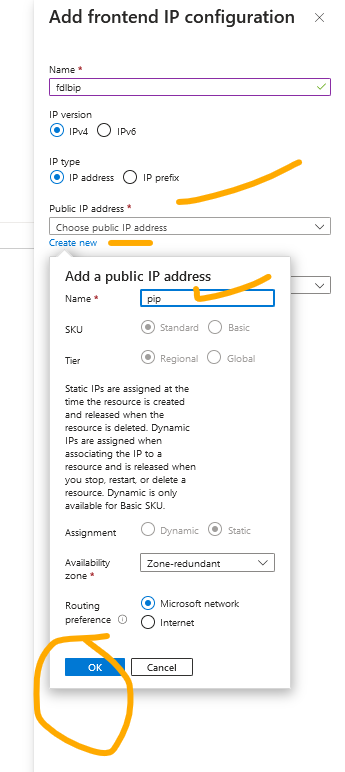 Add frontend IP configuration
Name *
fdlbip
IP version
IPv4 IPv6
IP type
IP address IP prefix
Public IP address *
Choose public IP address
Create new
Add a public IP address
Name * pip
SKU Standard Basic
Tier Regional Global
Static IPs are assigned at the
time the resource is created
and released when the
resource is deleted. Dynamic
IPs are assigned when
associating the IP to a
resource and is released when
you stop, restart, or delete a
resource. Dynamic is only
available for Basic SKU.
Assignment Dynamic Static
Availability
zone * Zone-redundant
Routing
preference Microsoft network
Internet
OK Cancel